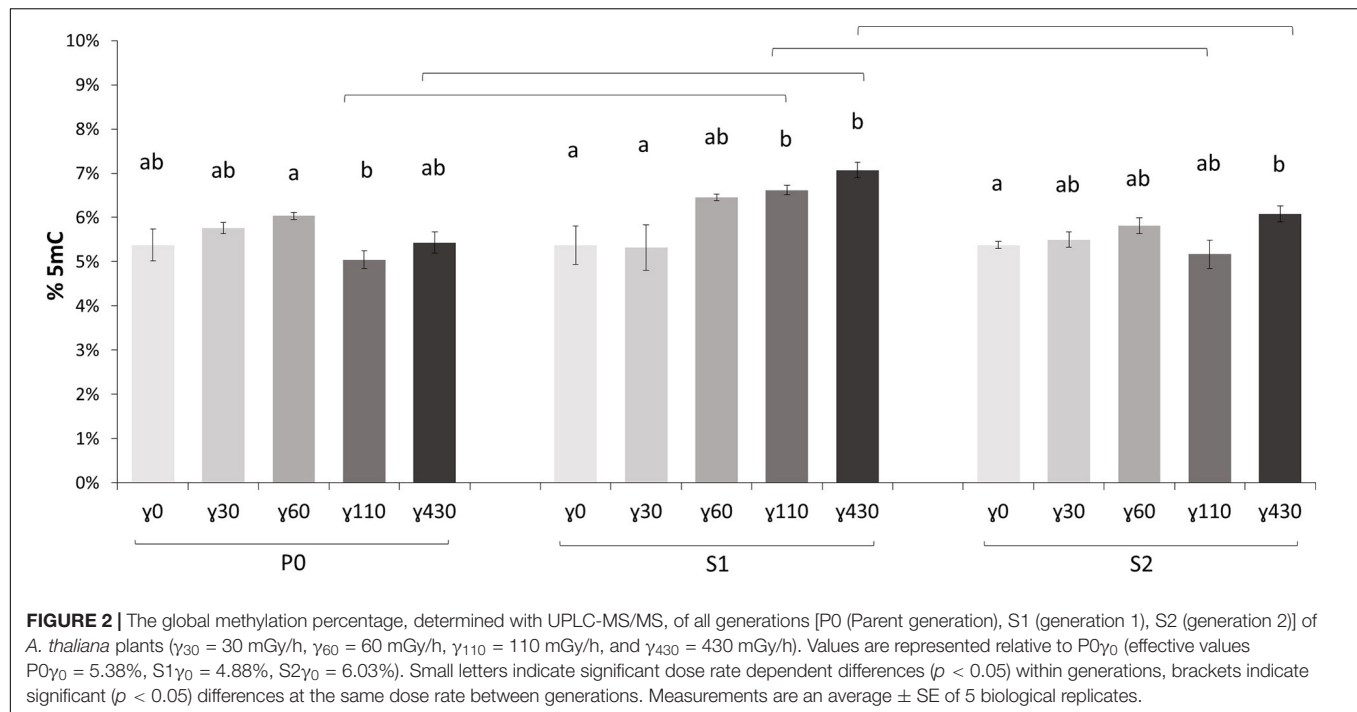 10%
9%
8%
7%
6%
5%
4%
3%
2%
1%
0%
% 5mC
ab ab a b ab
a a ab b b
a ab ab ab b
ɣ0 ɣ30 ɣ60 ɣ110 ɣ430 ɣ0 ɣ30 ɣ60 ɣ110 ɣ430 ɣ0 ɣ30 ɣ60 ɣ110 ɣ430
P0 S1 S2
FIGURE 2 | The global methylation percentage, determined with UPLC-MS/MS, of all generations [P0 (Parent generation), S1 (generation 1), S2 (generation 2)] of
A. thaliana plants (γ30 = 30 mGy/h, γ60 = 60 mGy/h, γ110 = 110 mGy/h, and γ430 = 430 mGy/h). Values are represented relative to P0γ0 (effective values
P0γ0 = 5.38%, S1γ0 = 4.88%, S2γ0 = 6.03%). Small letters indicate significant dose rate dependent differences (p < 0.05) within generations, brackets indicate
significant (p < 0.05) differences at the same dose rate between generations. Measurements are an average ± SE of 5 biological replicates.